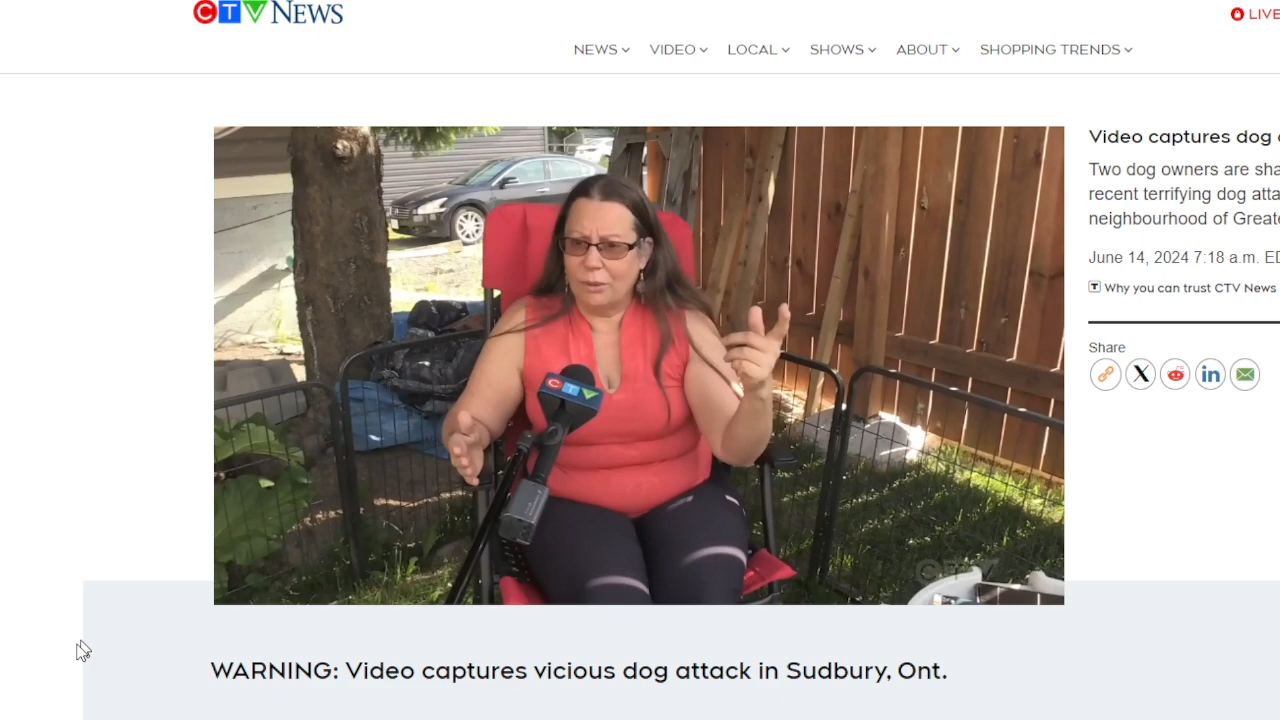 CTV NEWS
LIVE
NEWS
VIDEO
LOCAL
SHOWS
ABOUT
SHOPPING TRENDS
CTV
CTV
Video captures dog
Two dog owners are sha
recent terrifying dog atta
neighbourhood of Great
June 14, 2024 7:18 a.m. ED
T Why you can trust CTV News
Share
X
in
WARNING: Video captures vicious dog attack in Sudbury, Ont.